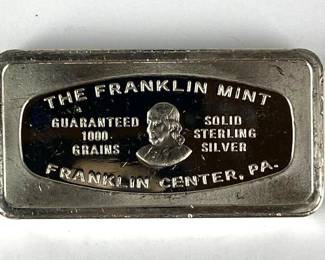 THE FRANKLIN MINT
GUARANTEED
1000
GRAINS
SOLID
STERLING
SILVER
FRANKLIN CENTER, PA.